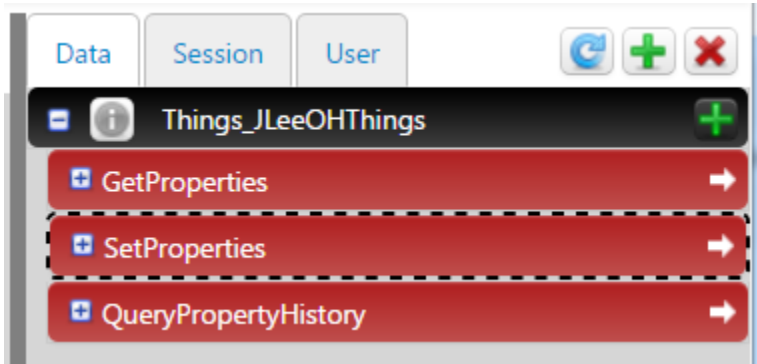 Data Session User
Things_JLeeOHThings
GetProperties
SetProperties
QueryPropertyHistory